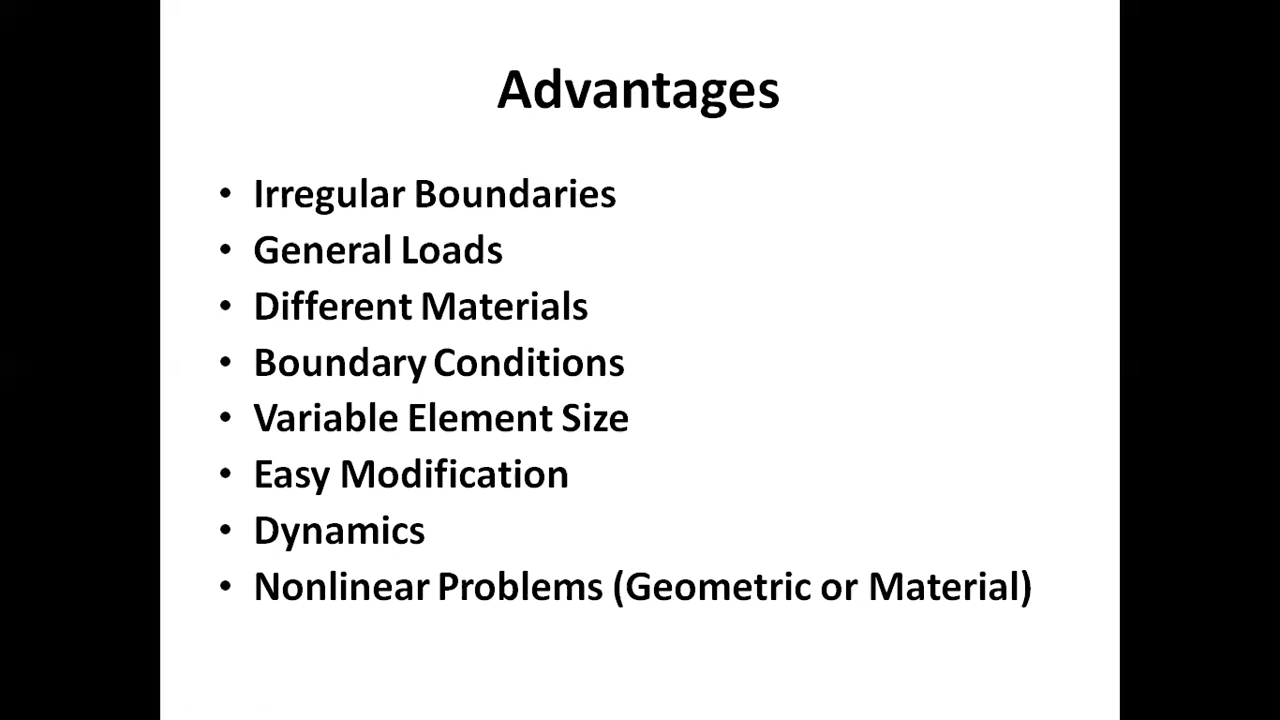 Advantages
• Irregular Boundaries
• General Loads
• Different Materials
• Boundary Conditions
• Variable Element Size
• Easy Modification
• Dynamics
• Nonlinear Problems (Geometric or Material)